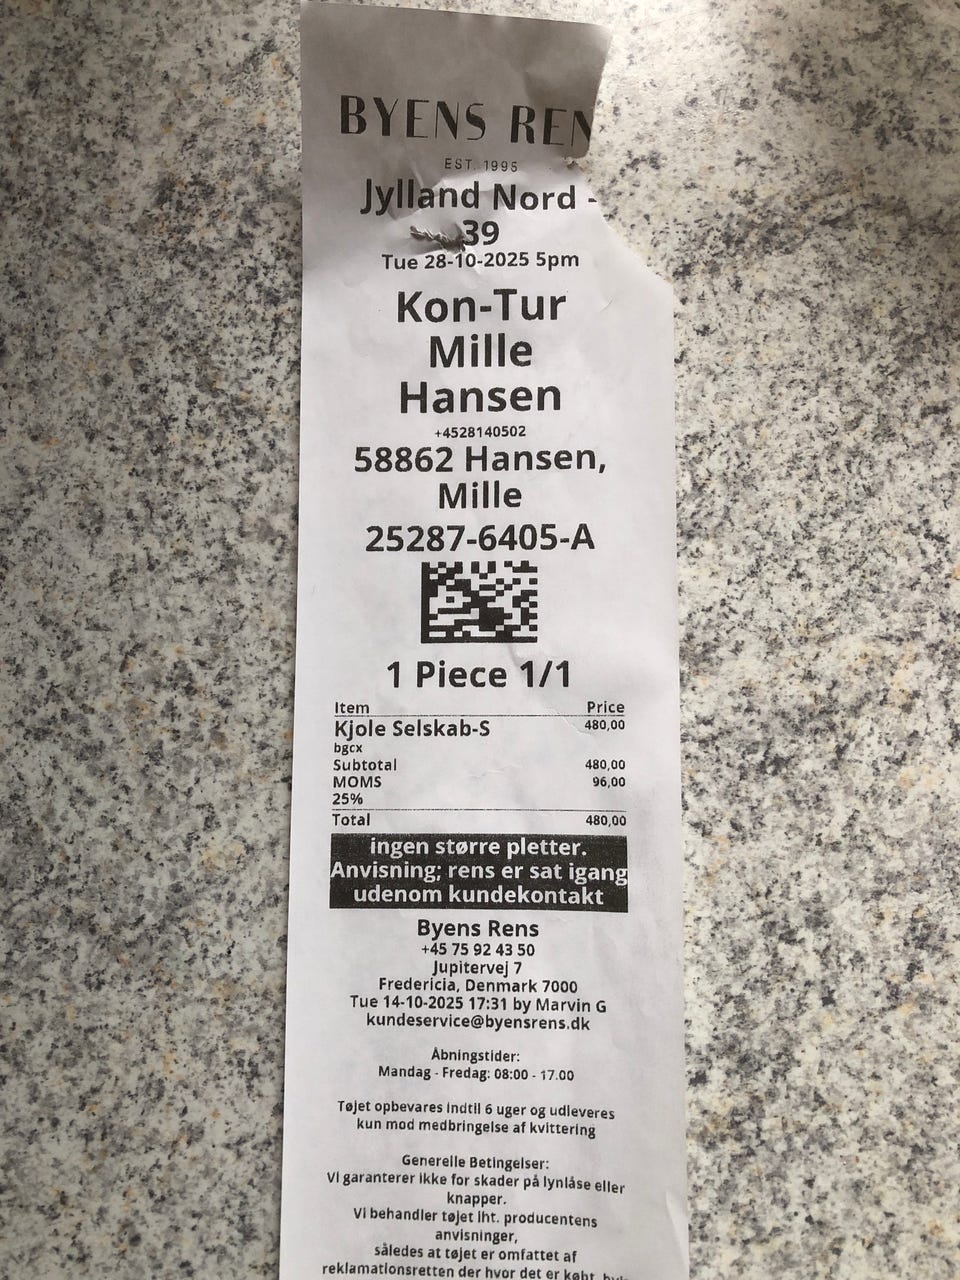 BYENS REN
EST. 1995
Jylland Nord -
39
Tue 28-10-2025 5pm
Kon-Tur
Mille
Hansen
+4528140502
58862 Hansen,
Mille
25287-6405-A
1 Piece 1/1
Item Price
Kjole Selskab-S 480,00
bgcx
Subtotal 480,00
MOMS 96,00
25%
Total 480,00
ingen større pletter.
Anvisning; rens er sat igang
udenom kundekontakt
Byens Rens
+45 75 92 43 50
Jupitervej 7
Fredericia, Denmark 7000
Tue 14-10-2025 17:31 by Marvin G
kundeservice@byensrens.dk
Åbningstider:
Mandag - Fredag: 08:00 - 17.00
Tøjet opbevares indtil 6 uger og udleveres
kun mod medbringelse af kvittering
Generelle Betingelser:
Vi garanterer ikke for skader på lynlåse eller
knapper.
Vi behandler tøjet iht. producentens
anvisninger,
således at tøjet er omfattet af
reklamationsretten der hvor det er købt,